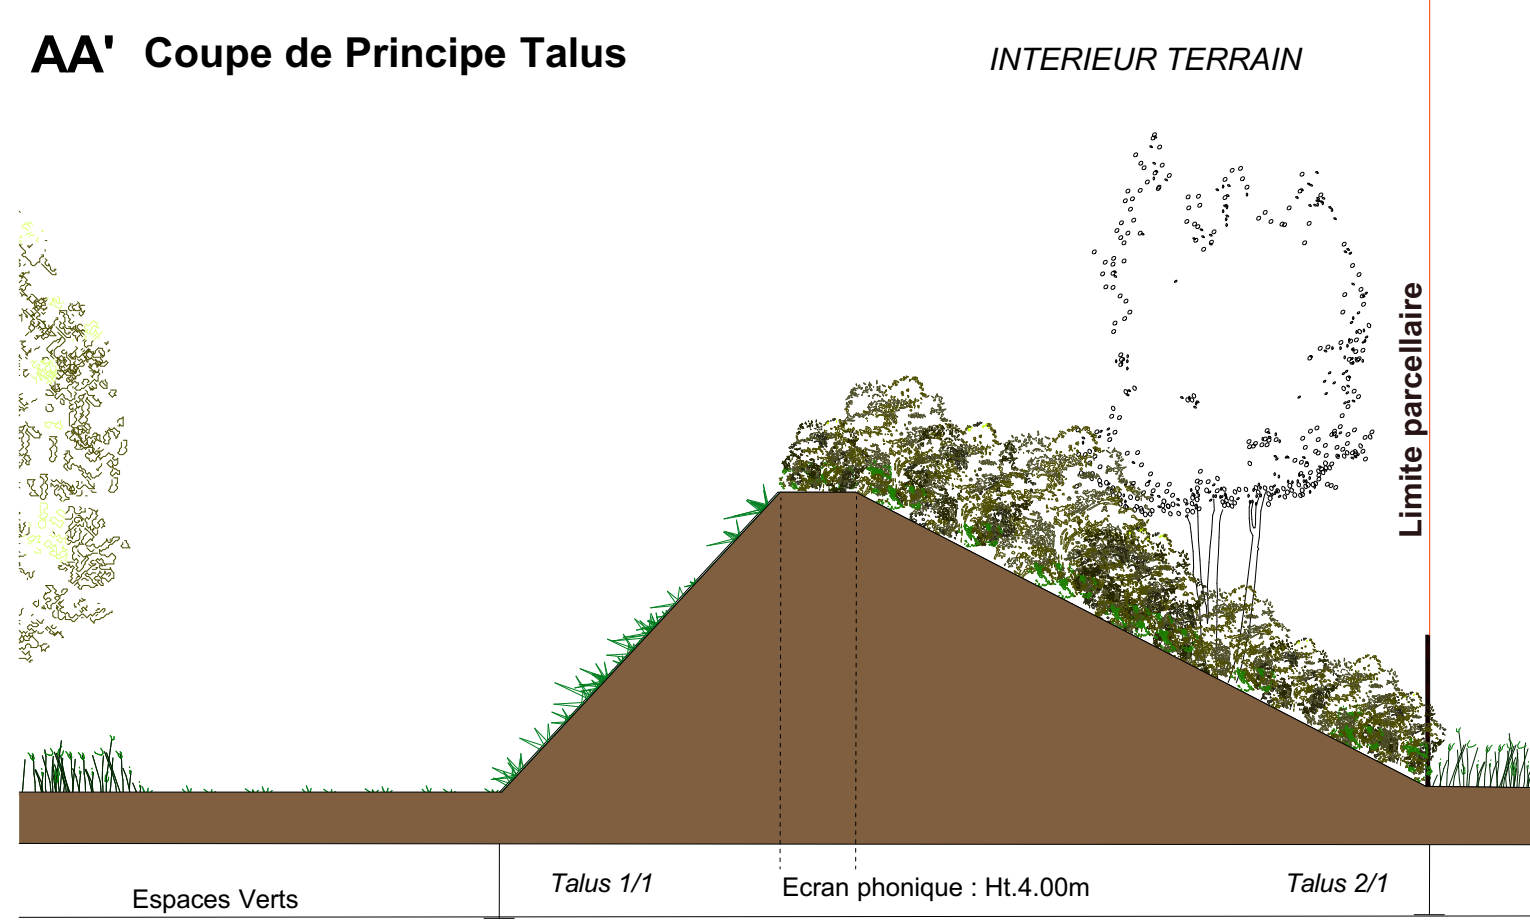 AA' Coupe de Principe Talus
INTERIEUR TERRAIN
Limite parcellaire
Talus 1/1
Ecran phonique : Ht.4.00m
Talus 2/1
Espaces Verts